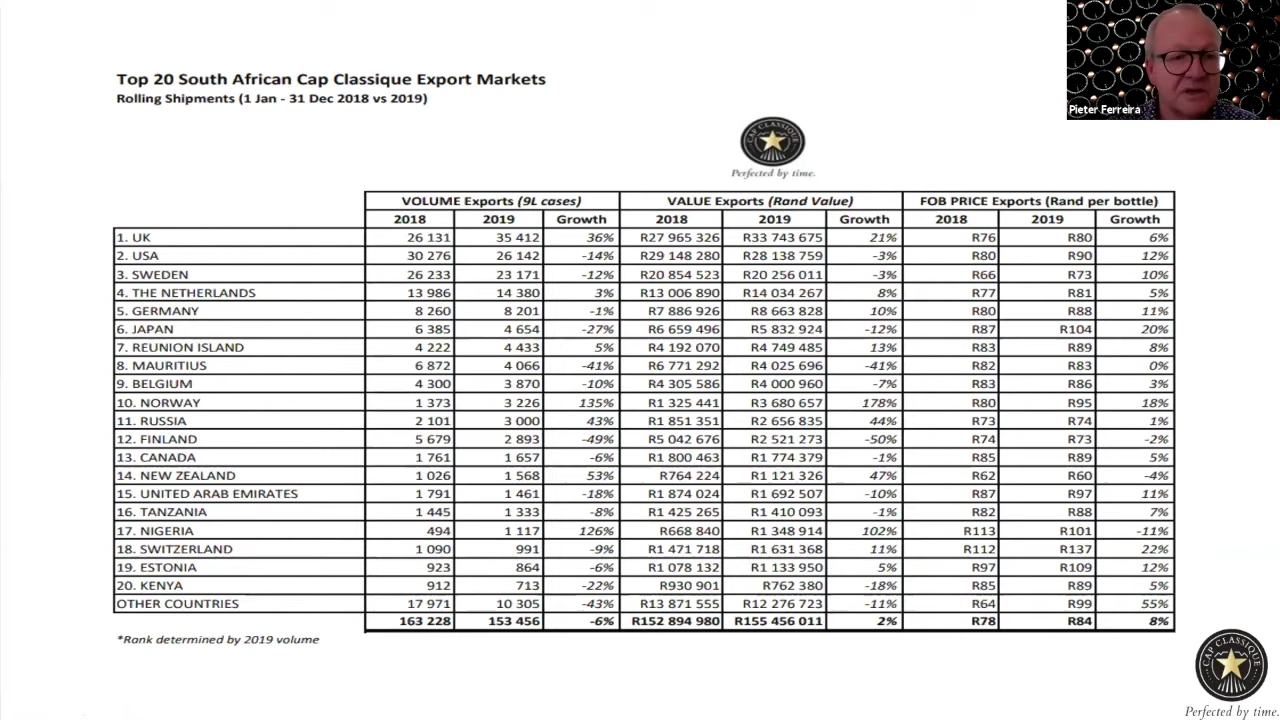 Pieter Ferreira
Top 20 South African Cap Classique Export Markets
Rolling Shipments (1 Jan - 31 Dec 2018 vs 2019)
CAP CLASSIQUE
Perfected by time.
VOLUME Exports (9L cases) VALUE Exports (Rand Value) FOB PRICE Exports (Rand per bottle)
2018 2019 Growth 2018 2019 Growth 2018 2019 Growth
1. UK 26 131 35 412 36% R27 965 326 R33 743 675 21% R76 R80 6%
2. USA 30 276 26 142 -14% R29 148 280 R28 138 759 -3% R80 R90 12%
3. SWEDEN 26 233 23 171 -12% R20 854 523 R20 256 011 -3% R66 R73 10%
4. THE NETHERLANDS 13 986 14 380 3% R13 006 890 R14 034 267 8% R77 R81 5%
5. GERMANY 8 260 8 201 -1% R7 886 926 R8 663 828 10% R80 R88 11%
6. JAPAN 6 385 4 654 -27% R6 659 496 R5 832 924 -12% R87 R104 20%
7. REUNION ISLAND 4 222 4 433 5% R4 192 070 R4 749 485 13% R83 R89 8%
8. MAURITIUS 6 872 4 066 -41% R6 771 292 R4 025 696 -41% R82 R83 0%
9. BELGIUM 4 300 3 870 -10% R4 305 586 R4 000 960 -7% R83 R86 3%
10. NORWAY 1 373 3 226 135% R1 325 441 R3 680 657 178% R80 R95 18%
11. RUSSIA 2 101 3 000 43% R1 851 351 R2 656 835 44% R73 R74 1%
12. FINLAND 5 679 2 893 -49% R5 042 676 R2 521 273 -50% R74 R73 -2%
13. CANADA 1 761 1 657 -6% R1 800 463 R1 774 379 -1% R85 R89 5%
14. NEW ZEALAND 1 026 1 568 53% R764 224 R1 121 326 47% R62 R60 -4%
15. UNITED ARAB EMIRATES 1 791 1 461 -18% R1 874 024 R1 692 507 -10% R87 R97 11%
16. TANZANIA 1 445 1 333 -8% R1 425 265 R1 410 093 -1% R82 R88 7%
17. NIGERIA 494 1 117 126% R668 840 R1 348 914 102% R113 R101 -11%
18. SWITZERLAND 1 090 991 -9% R1 471 718 R1 631 368 11% R112 R137 22%
19. ESTONIA 923 864 -6% R1 078 132 R1 133 950 5% R97 R109 12%
20. KENYA 912 713 -22% R930 901 R762 380 -18% R85 R89 5%
OTHER COUNTRIES 17 971 10 305 -43% R13 871 555 R12 276 723 -11% R64 R99 55%
163 228 153 456 -6% R152 894 980 R155 456 011 2% R78 R84 8%
*Rank determined by 2019 volume
CAP CLASSIQUE
Perfected by time.